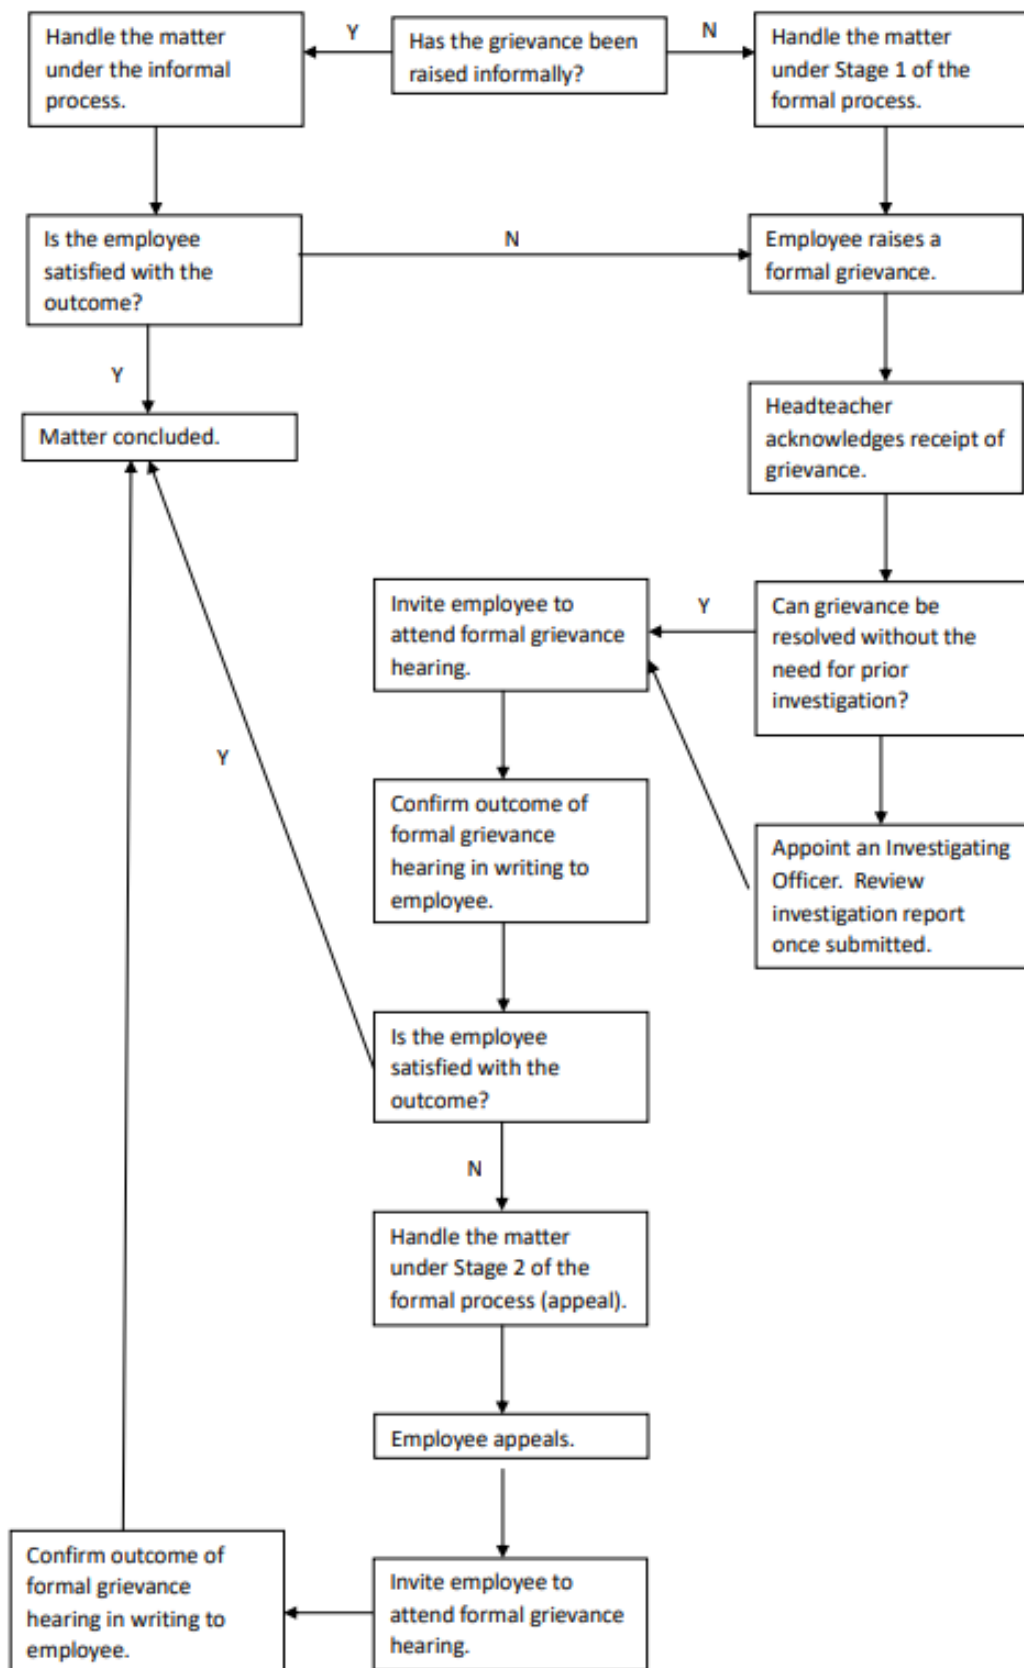 Handle the matter
under the informal
process.
Y
Has the grievance been
raised informally?
N
Handle the matter
under Stage 1 of the
formal process.
Is the employee
satisfied with the
outcome?
N
Employee raises a
formal grievance.
Y
Matter concluded.
Headteacher
acknowledges receipt of
grievance.
Invite employee to
attend formal grievance
hearing.
Y
Can grievance be
resolved without the
need for prior
investigation?
Y
Confirm outcome of
formal grievance
hearing in writing to
employee.
Appoint an Investigating
Officer. Review
investigation report
once submitted.
Is the employee
satisfied with the
outcome?
N
Handle the matter
under Stage 2 of the
formal process (appeal).
Employee appeals.
Confirm outcome of
formal grievance
hearing in writing to
employee.
Invite employee to
attend formal grievance
hearing.